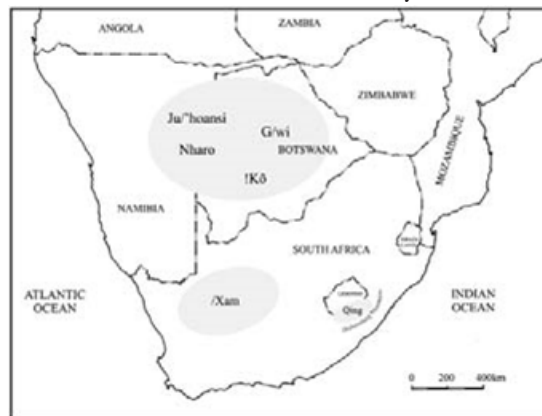 ANGOLA
ZAMBIA
ZIMBABWE
MOZAMBIQUE
Ju/"hoansi
G/wi
Nharo
BOTSWANA
!Kõ
NAMIBIA
SOUTH AFRICA
ATLANTIC
OCEAN
/Xam
Qing
INDIAN
OCEAN
0 200 400km